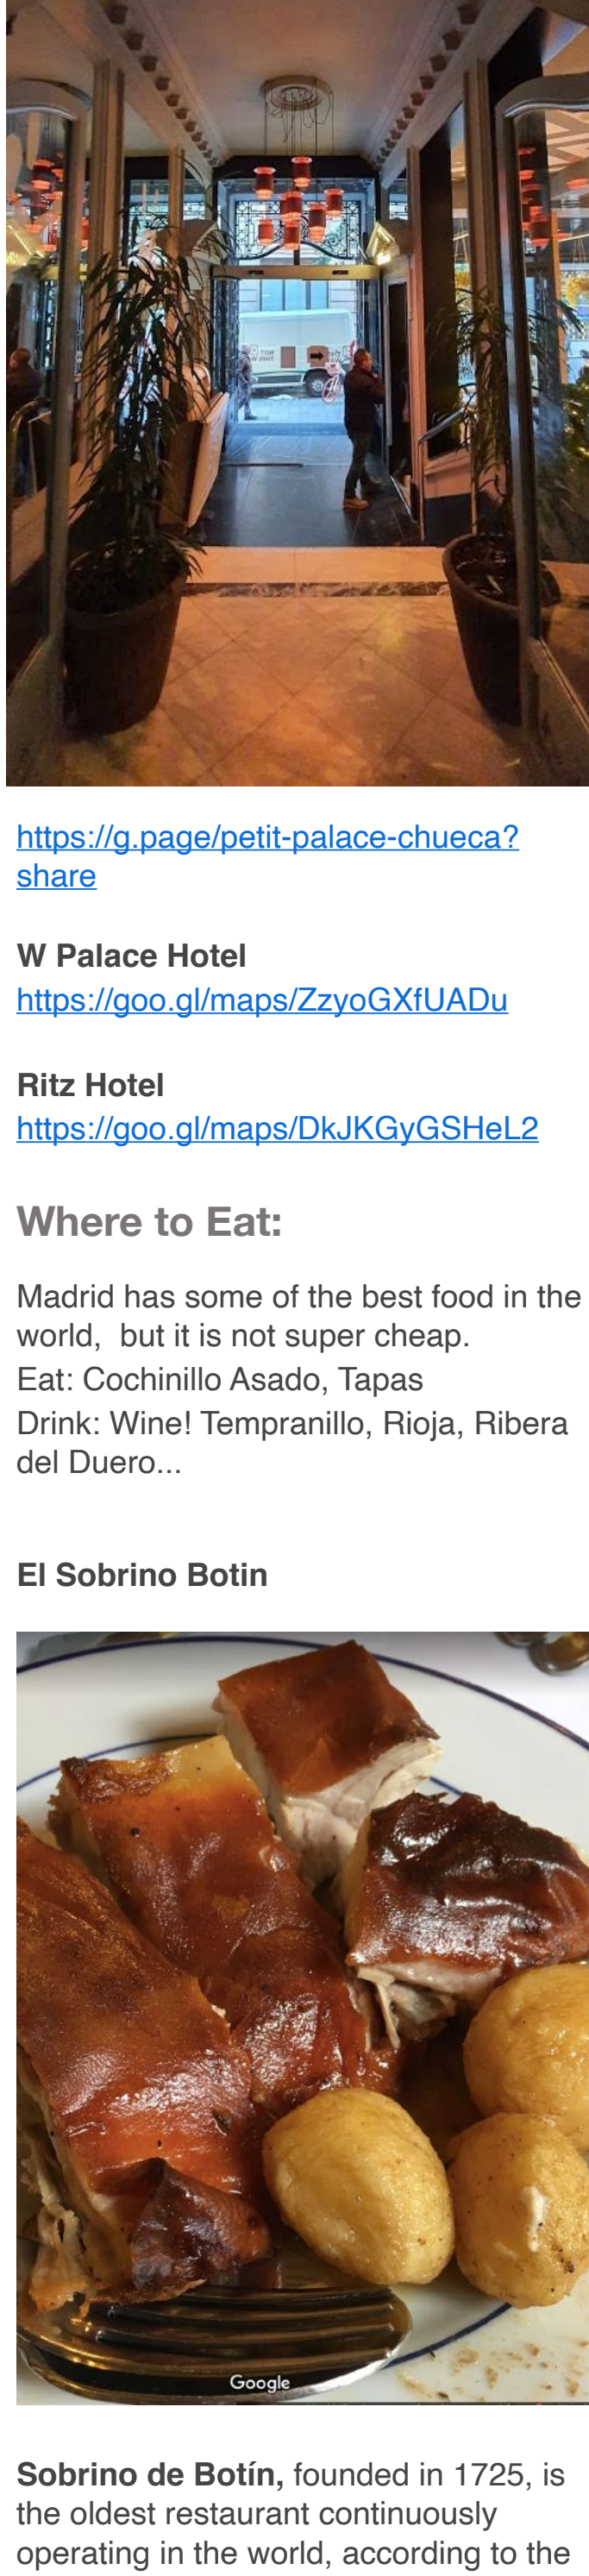 https://g.page/petit-palace-chueca?
share
W Palace Hotel
https://goo.gl/maps/ZzyoGXfUADu
Ritz Hotel
https://goo.gl/maps/DkJKGyGSHeL2
Where to Eat:
Madrid has some of the best food in the
world,  but it is not super cheap.
Eat: Cochinillo Asado, Tapas
Drink: Wine! Tempranillo, Rioja, Ribera
del Duero...
El Sobrino Botin
Google
Sobrino de Botín, founded in 1725, is
the oldest restaurant continuously
operating in the world, according to the